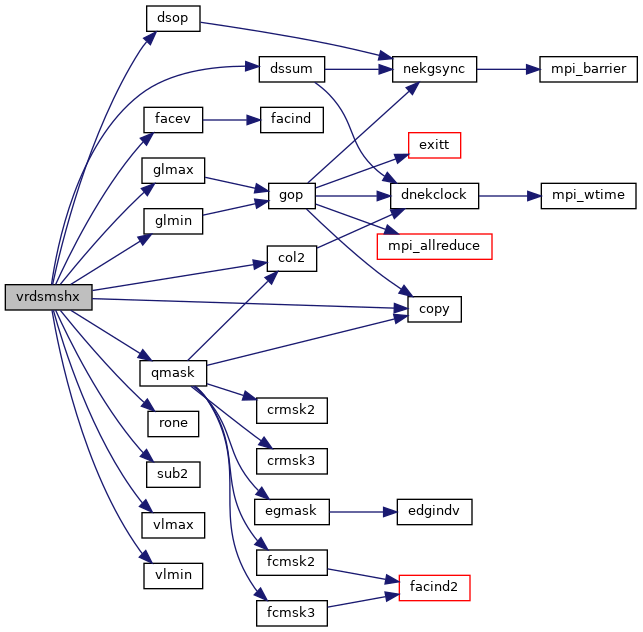 dsop
dssum
nekgsync
mpi_barrier
facev
facind
exitt
glmax
gop
dnekclock
mpi_wtime
glmin
mpi_allreduce
col2
vrdsmshx
copy
qmask
crmsk2
rone
crmsk3
sub2
egmask
edgindv
vlmax
fcmsk2
vlmin
facind2
fcmsk3